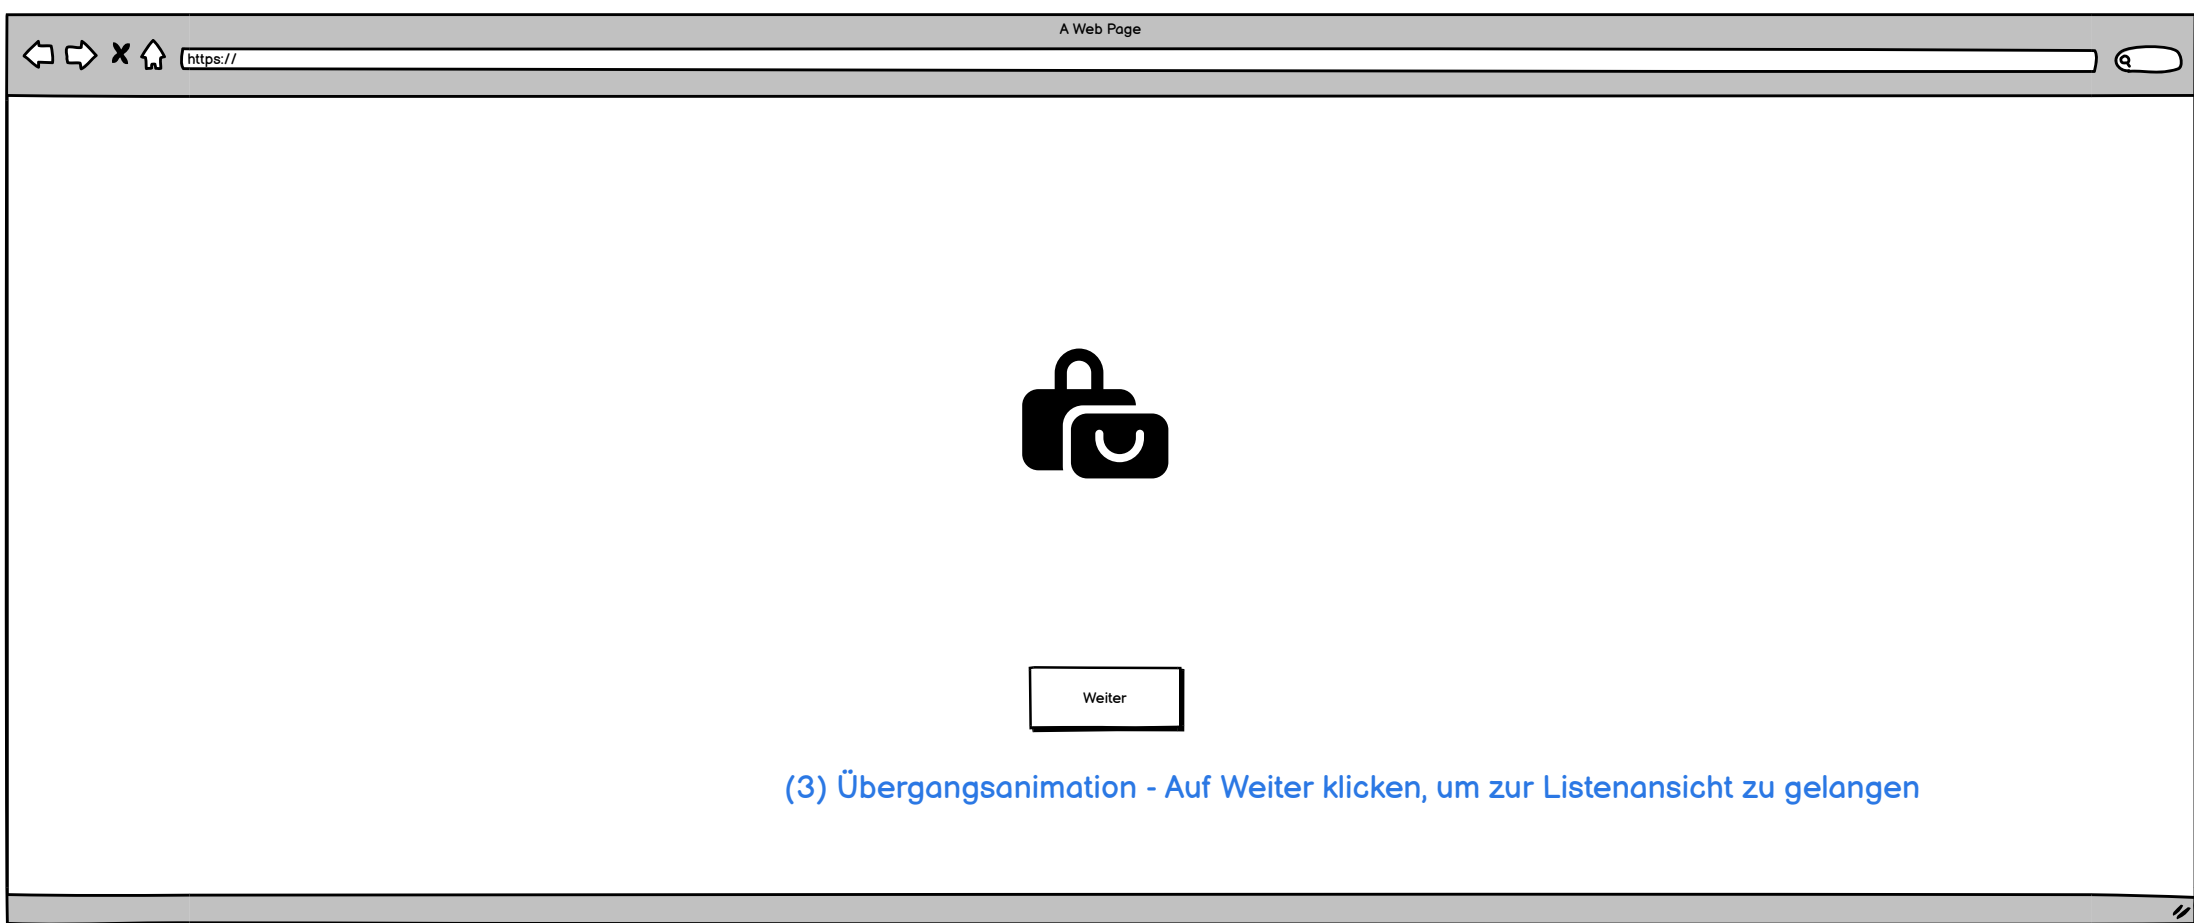 A Web Page
https://
Weiter
(3) Übergangsanimation - Auf Weiter klicken, um zur Listenansicht zu gelangen